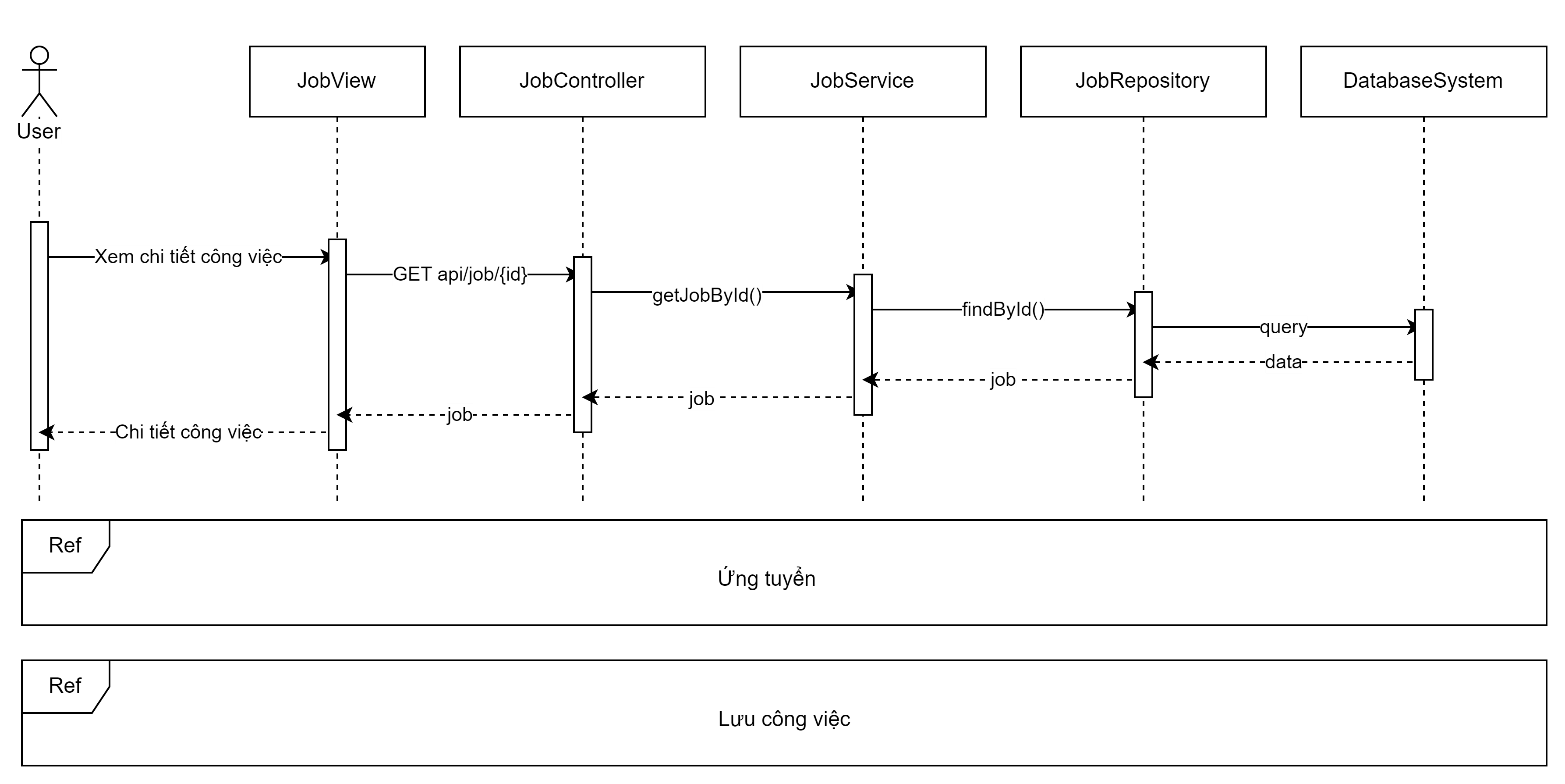 User
JobView
JobController
JobService
JobRepository
DatabaseSystem
Xem chi tiết công việc
GET api/job/{id}
getJobById()
findById()
query
data
job
job
job
Chi tiết công việc
Ref
Ứng tuyển
Ref
Lưu công việc